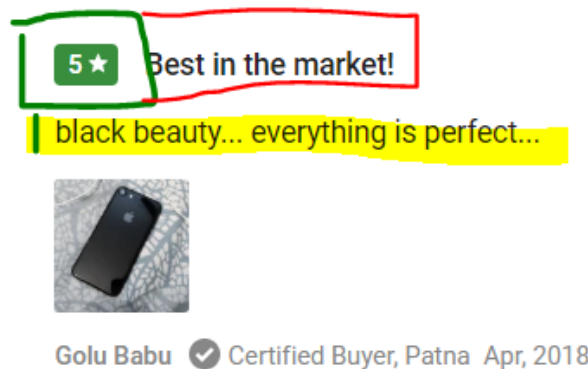 5★ Best in the market!
black beauty... everything is perfect...
Golu Babu Certified Buyer, Patna Apr, 2018